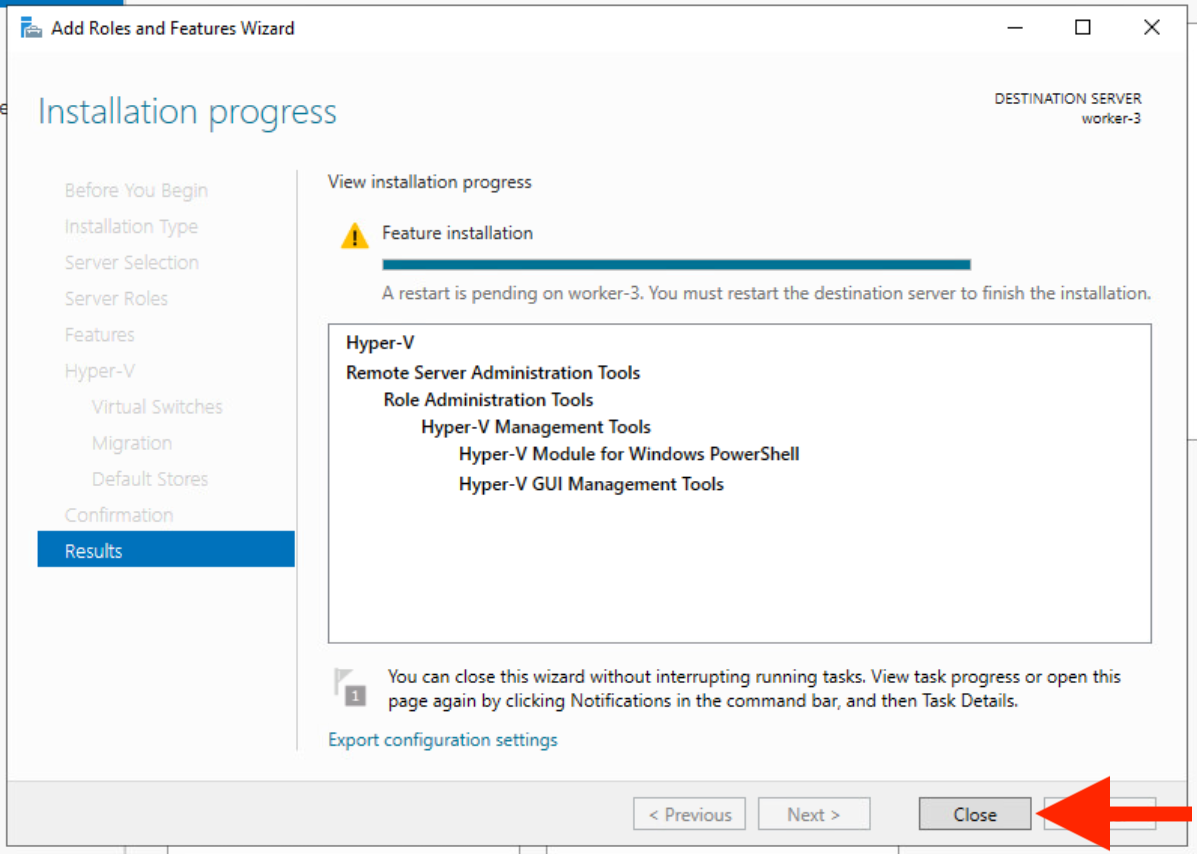 Add Roles and Features Wizard
Installation progress
DESTINATION SERVER
worker-3
Before You Begin
Installation Type
Server Selection
Server Roles
Features
Hyper-V
Virtual Switches
Migration
Default Stores
Confirmation
Results
View installation progress
Feature installation
A restart is pending on worker-3. You must restart the destination server to finish the installation.
Hyper-V
Remote Server Administration Tools
Role Administration Tools
Hyper-V Management Tools
Hyper-V Module for Windows PowerShell
Hyper-V GUI Management Tools
1
You can close this wizard without interrupting running tasks. View task progress or open this
page again by clicking Notifications in the command bar, and then Task Details.
Export configuration settings
< Previous
Next >
Close